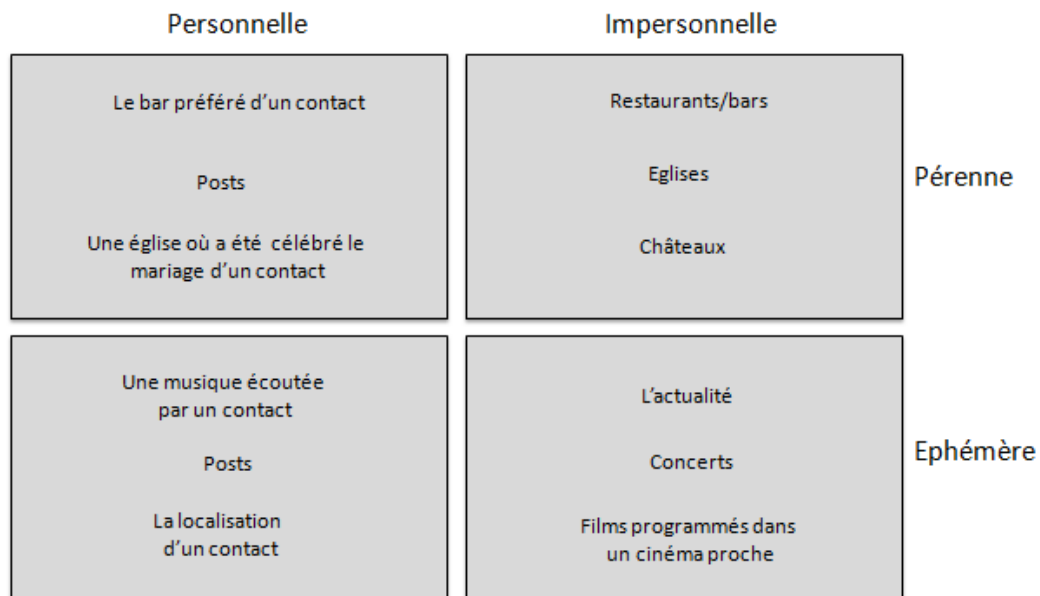 Personnelle
Impersonnelle
Le bar préféré d'un contact
Posts
Une église où a été célébré le
mariage d'un contact
Restaurants/bars
Eglises
Châteaux
Pérenne
Une musique écoutée
par un contact
Posts
La localisation
d'un contact
L'actualité
Concerts
Films programmés dans
un cinéma proche
Ephémère